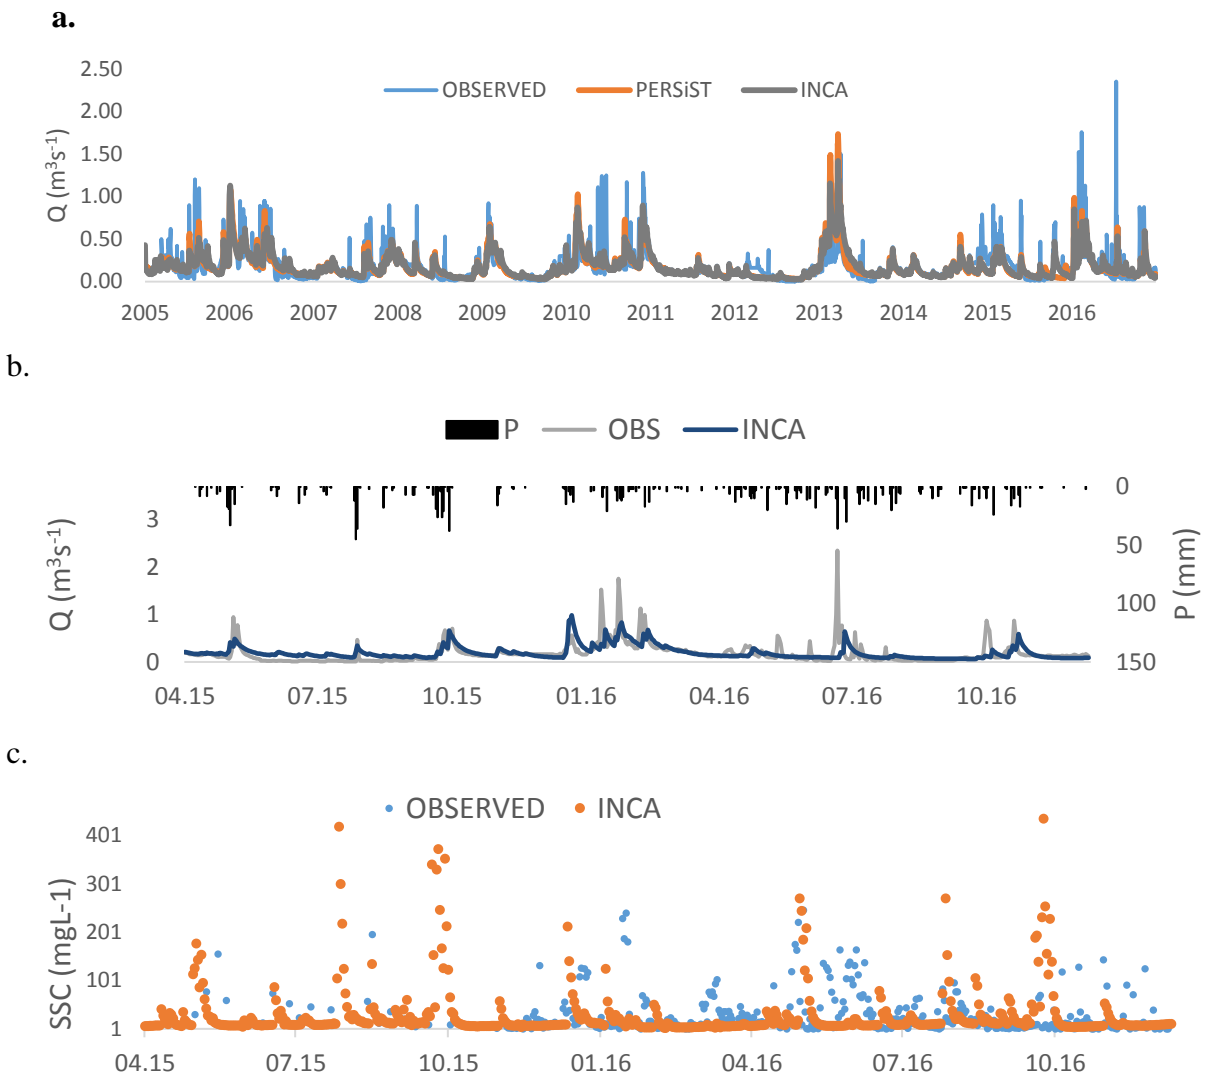 a.
2.50
OBSERVED PERSiST INCA
2.00
1.50
1.00
0.50
0.00
Q (m³s⁻¹)
2005 2006 2007 2008 2009 2010 2011 2012 2013 2014 2015 2016
b.
P OBS INCA
3
2
1
0
Q (m³s⁻¹)
0
50
100
150
P (mm)
04.15 07.15 10.15 01.16 04.16 07.16 10.16
c.
OBSERVED INCA
401
301
201
101
1
SSC (mgL-1)
04.15 07.15 10.15 01.16 04.16 07.16 10.16